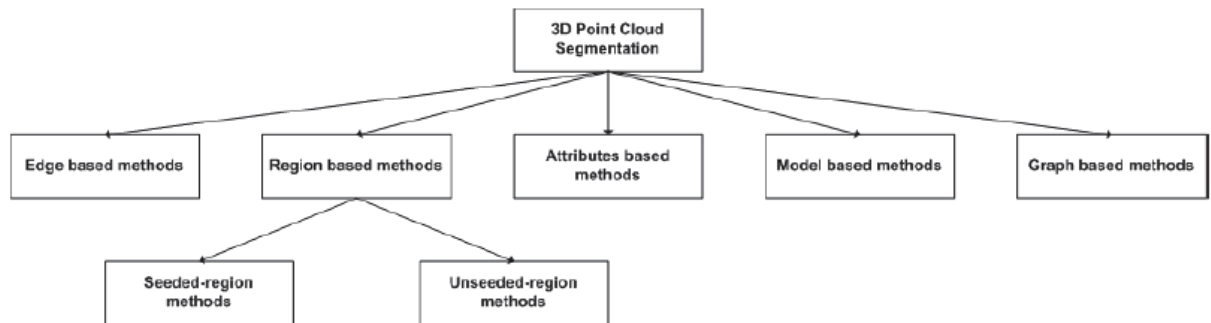 3D Point Cloud
Segmentation
Edge based methods
Region based methods
Attributes based
methods
Model based methods
Graph based methods
Seeded-region
methods
Unseeded-region
methods